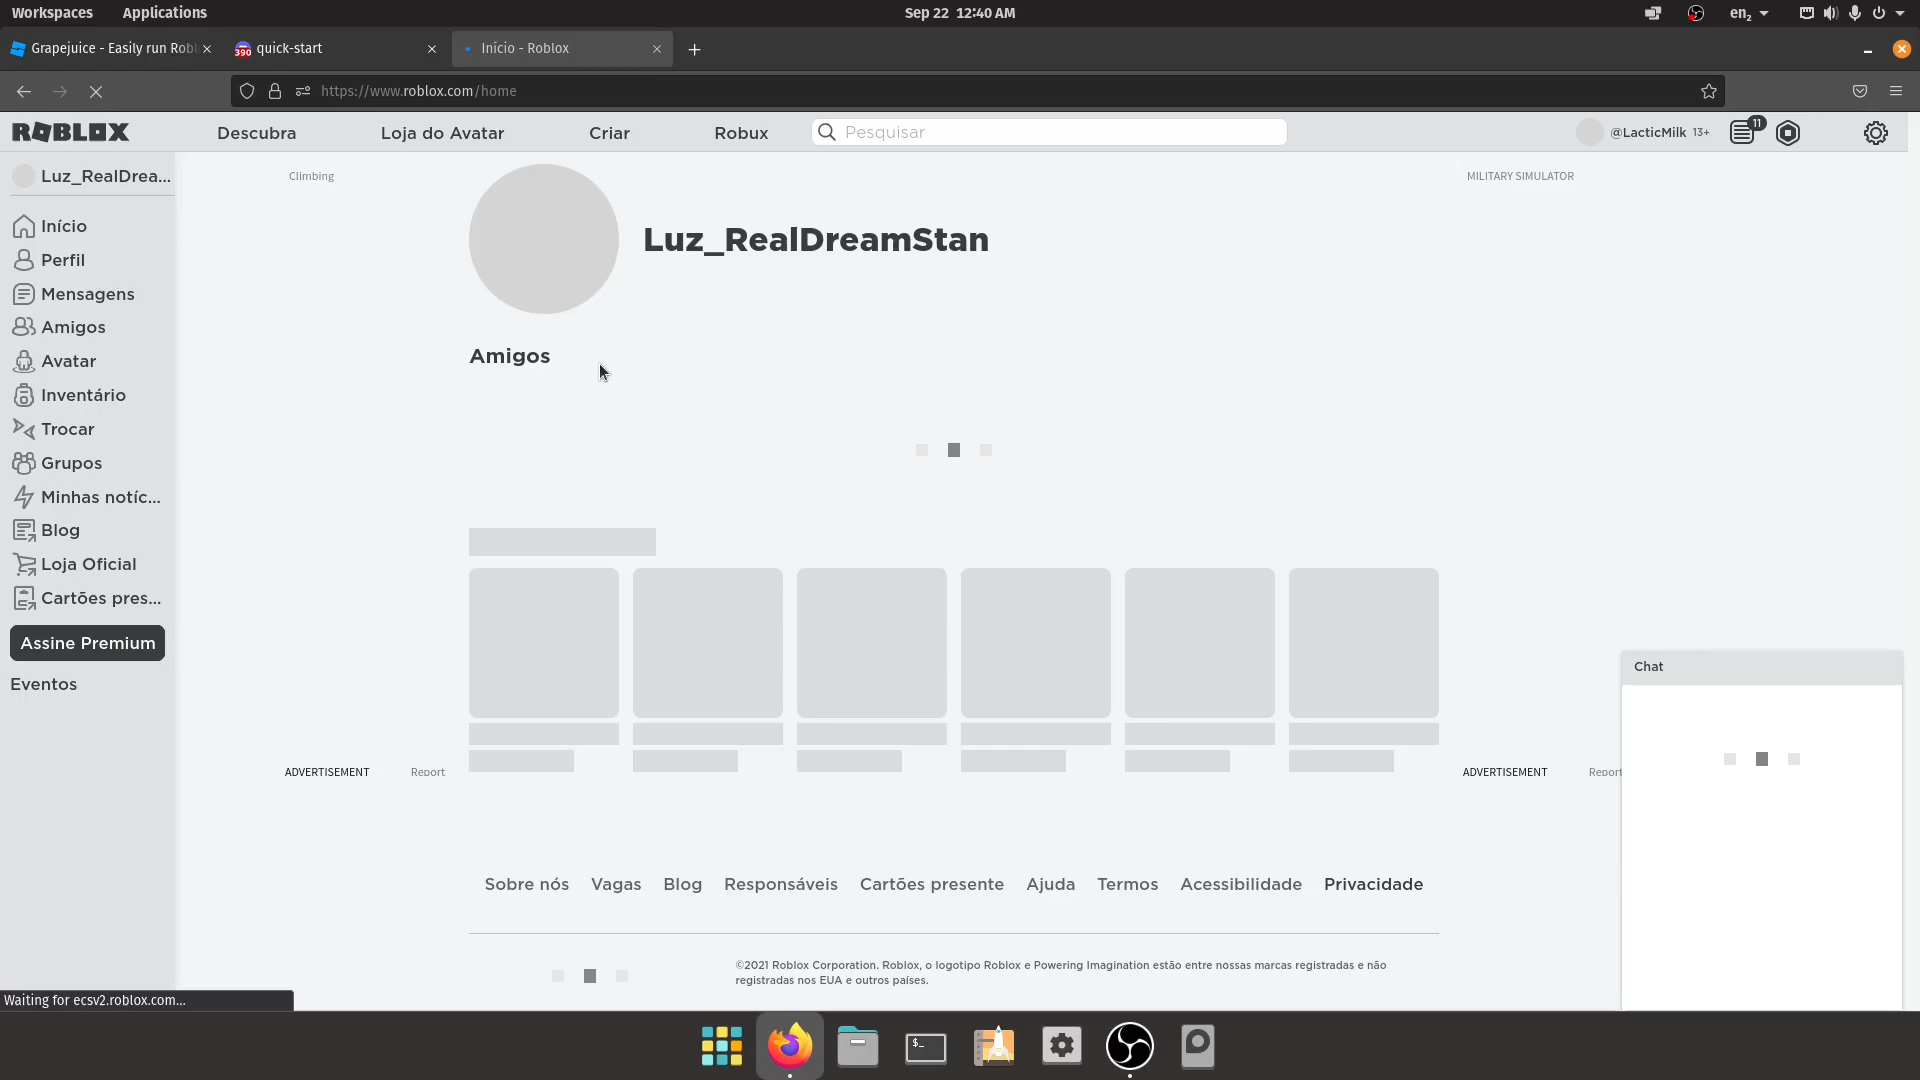 Workspaces Applications Sep 22 12:40 AM en₂
Grapejuice - Easily run Robl
390 quick-start
Início - Roblox
https://www.roblox.com/home
ROBLOX Descubra Loja do Avatar Criar Robux Pesquisar @LacticMilk 13+ 11
Luz_RealDrea...
Início
Perfil
Mensagens
Amigos
Avatar
Inventário
Trocar
Grupos
Minhas notíc...
Blog
Loja Oficial
Cartões pres...
Assine Premium
Eventos
Climbing
MILITARY SIMULATOR
Luz_RealDreamStan
Amigos
ADVERTISEMENT Report
ADVERTISEMENT Report
Chat
Sobre nós Vagas Blog Responsáveis Cartões presente Ajuda Termos Acessibilidade Privacidade
©2021 Roblox Corporation. Roblox, o logotipo Roblox e Powering Imagination estão entre nossas marcas registradas e não
registradas nos EUA e outros países.
Waiting for ecsv2.roblox.com...
$_